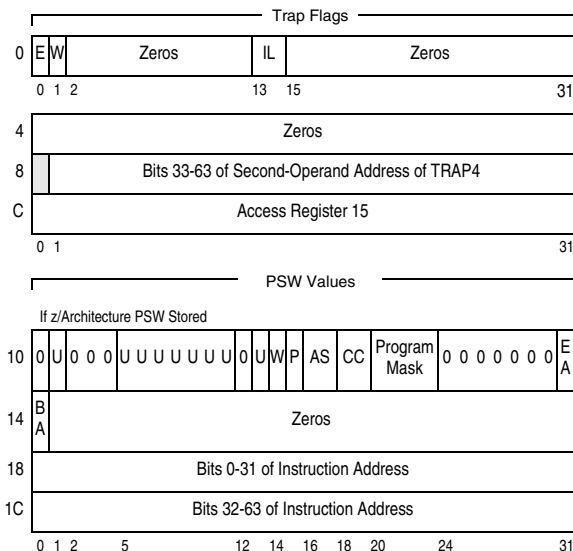 Trap Flags
0 E W Zeros IL Zeros
0 1 2 13 15 31
4 Zeros
8 Bits 33-63 of Second-Operand Address of TRAP4
C Access Register 15
0 1 31
PSW Values
If z/Architecture PSW Stored
10 0 U 0 0 0 U U U U U U U 0 U W P AS CC Program Mask 0 0 0 0 0 0 0 E A
14 B A Zeros
18 Bits 0-31 of Instruction Address
1C Bits 32-63 of Instruction Address
0 1 2 5 12 14 16 18 20 24 31